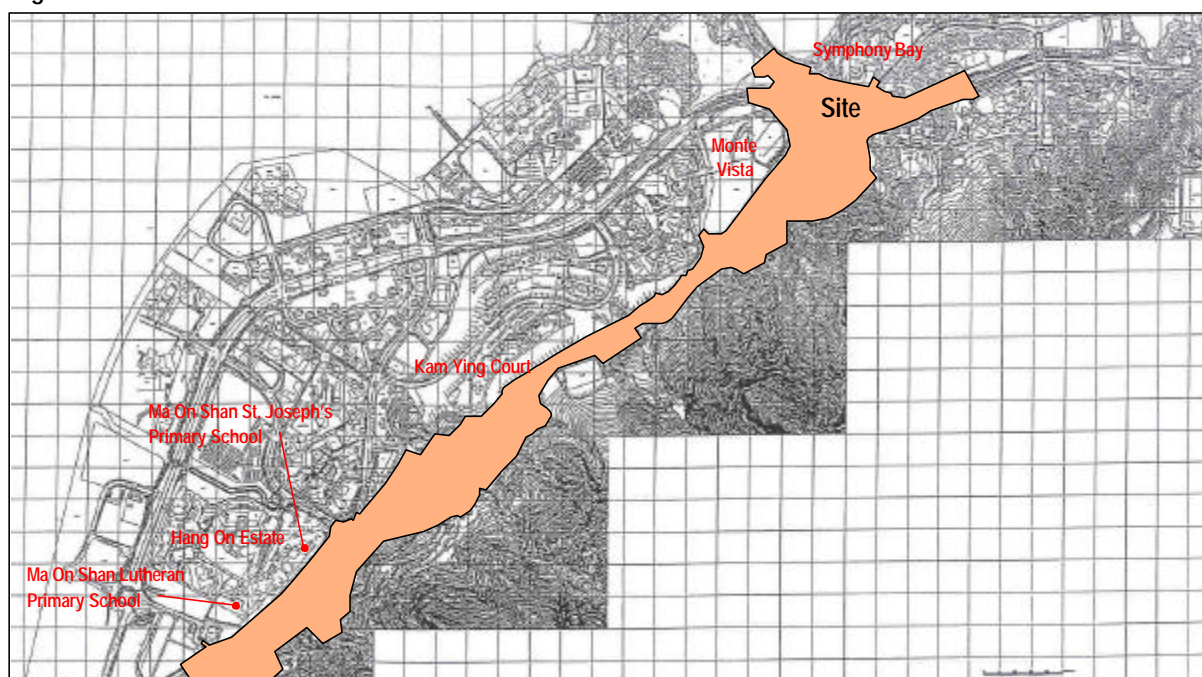 Symphony Bay
Site
Monte
Vista
Kam Ying Court
Ma On Shan St. Joseph's
Primary School
Hang On Estate
Ma On Shan Lutheran
Primary School